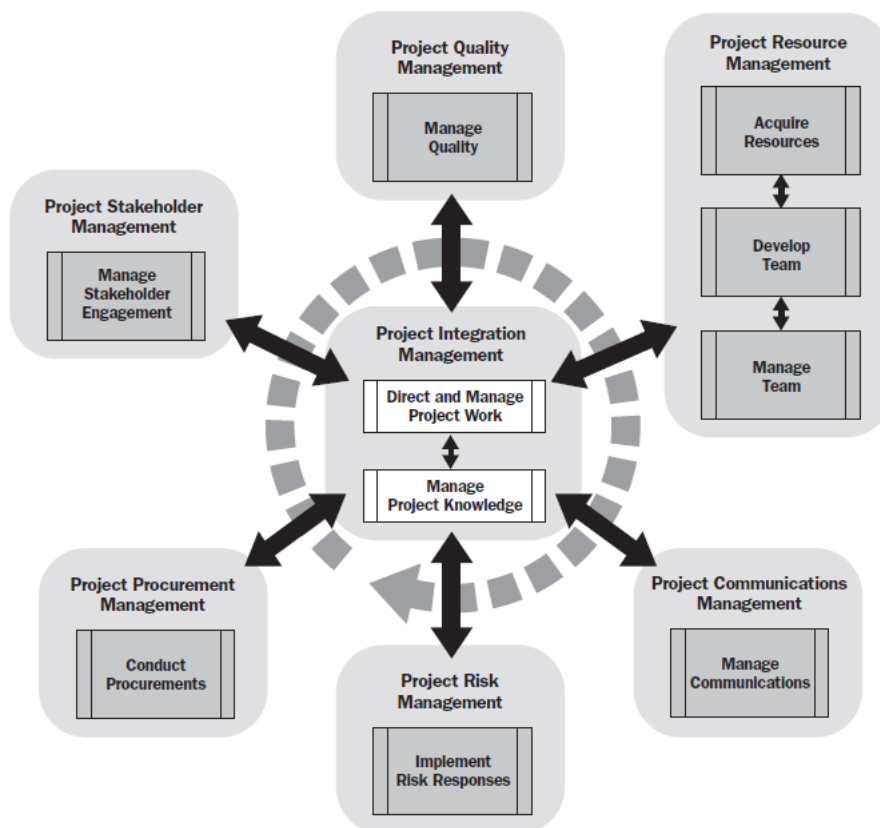 Project Quality
Management
Manage
Quality
Project Resource
Management
Acquire
Resources
Develop
Team
Manage
Team
Project Stakeholder
Management
Manage
Stakeholder
Engagement
Project Integration
Management
Direct and Manage
Project Work
Manage
Project Knowledge
Project Procurement
Management
Conduct
Procurements
Project Risk
Management
Implement
Risk Responses
Project Communications
Management
Manage
Communications